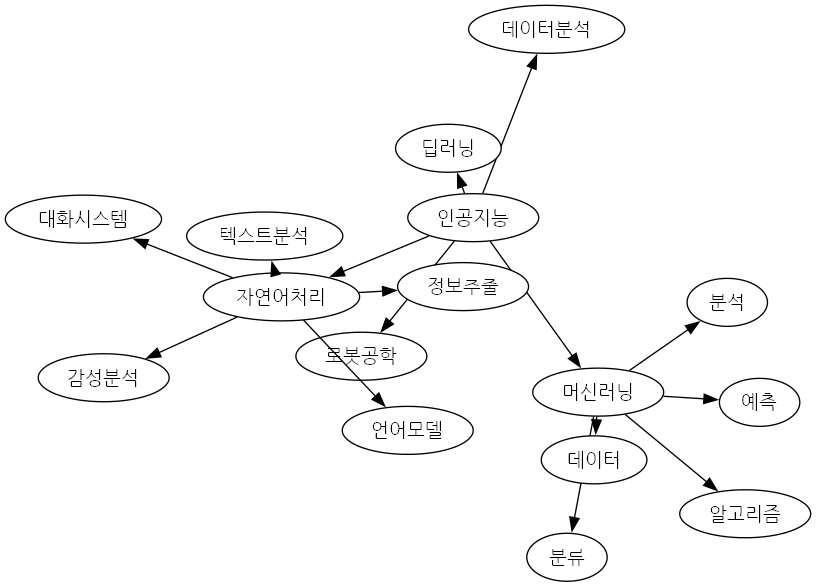 데이터분석
딥러닝
인공지능
대화시스템
텍스트분석
정보추출
자연어처리
분석
로봇공학
감성분석
머신러닝
예측
언어모델
데이터
알고리즘
분류